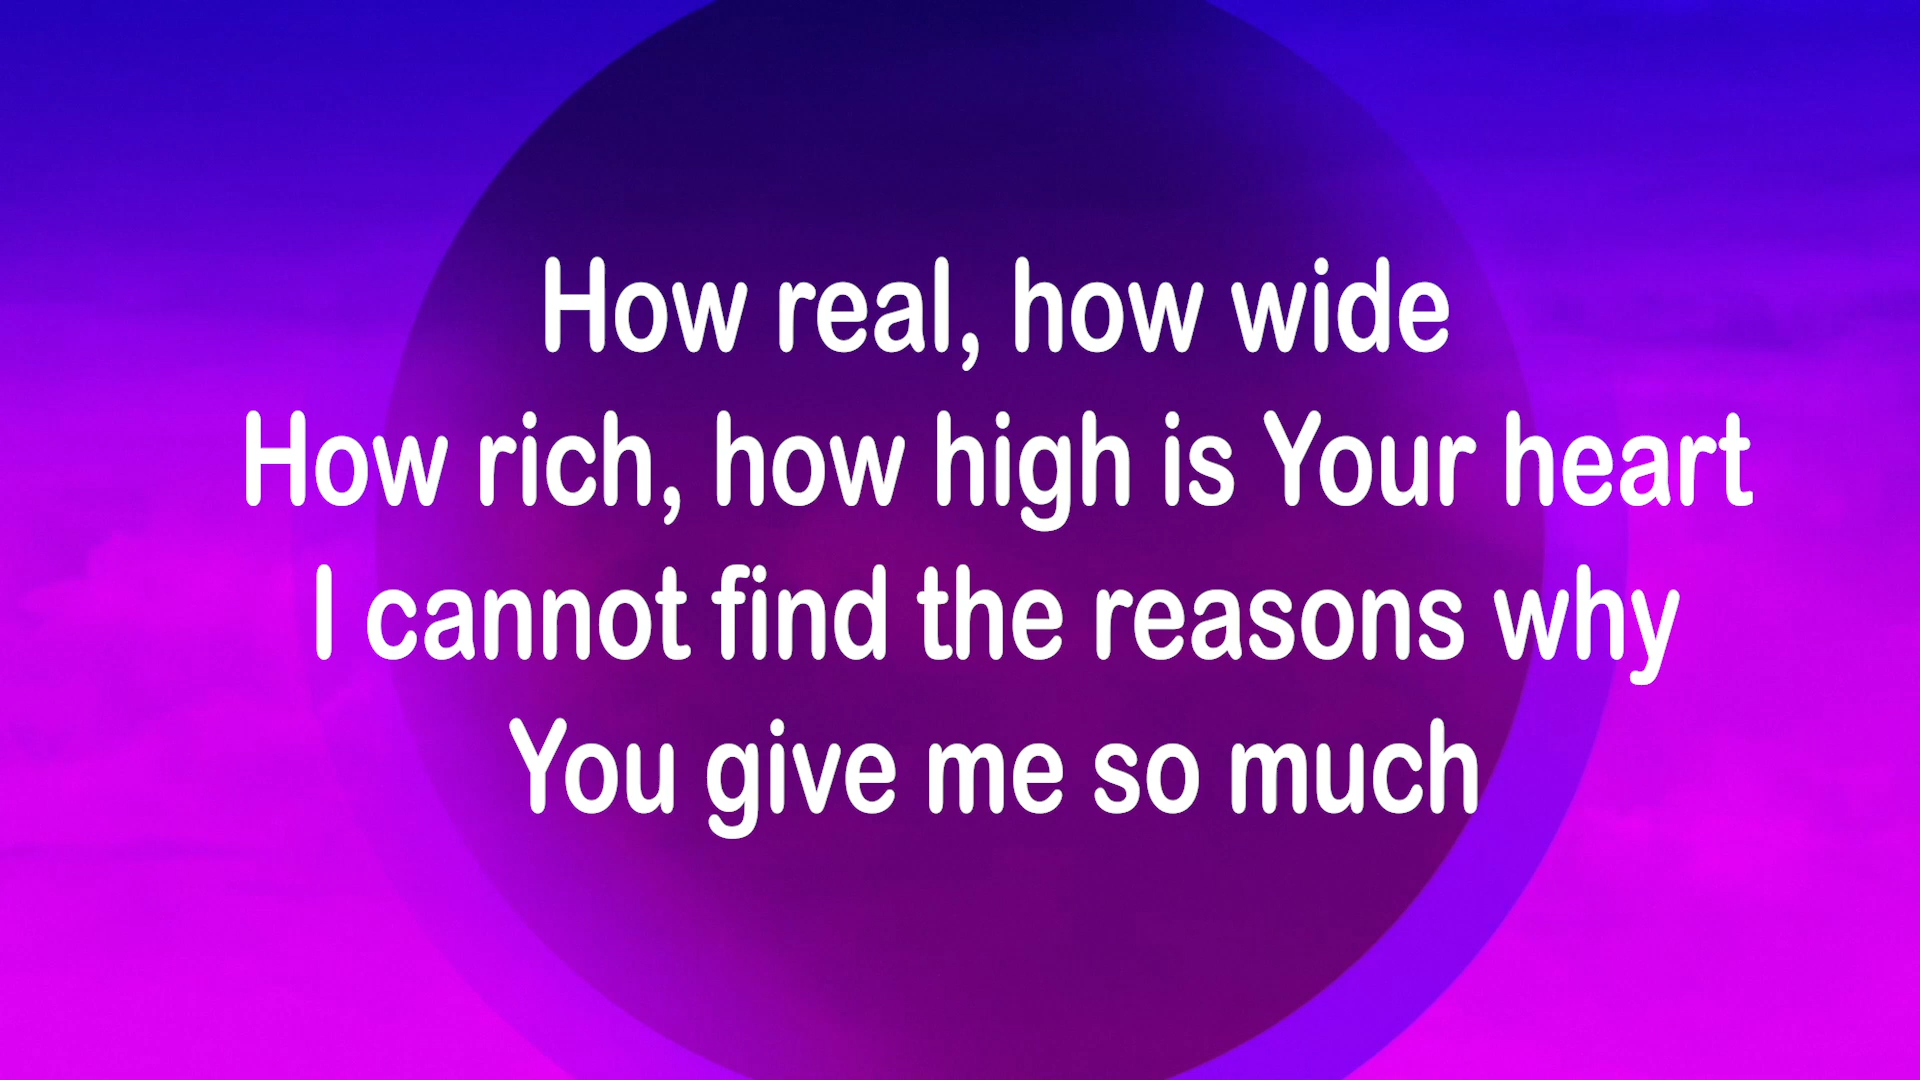 How real, how wide
How rich, how high is Your heart
I cannot find the reasons why
You give me so much